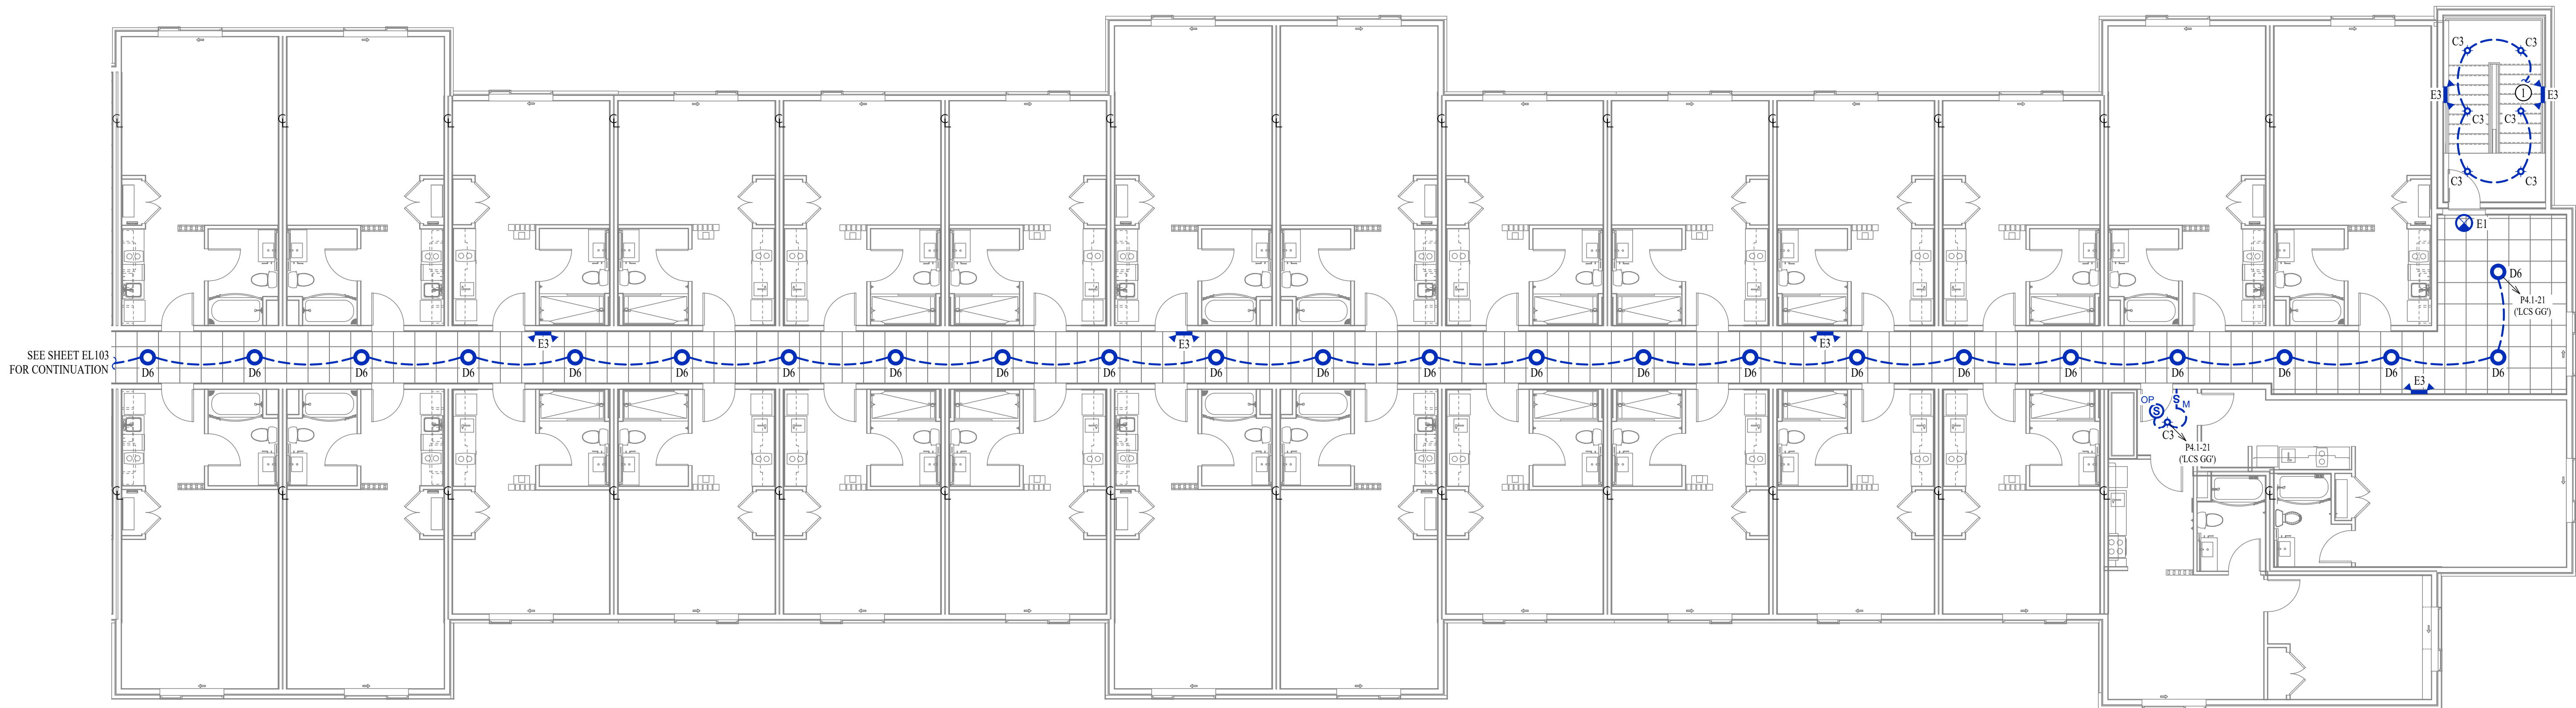 C3
C3
E3
1
E3
C3
C3
℄ ℄ ℄ ℄ ℄ ℄ ℄ ℄ ℄ ℄ ℄ ℄ ℄ ℄
C3
C3
E1
D6
P4.1-21
('LCS GG')
E3
E3
E3
SEE SHEET EL103
FOR CONTINUATION
D6 D6 D6 D6 D6 D6 D6 D6 D6 D6 D6 D6 D6 D6 D6 D6 D6 D6 D6 D6 D6 D6 D6
E3
OP
S
S
M
C3
P4.1-21
('LCS GG')
℄ ℄ ℄ ℄ ℄ ℄ ℄ ℄ ℄ ℄ ℄ ℄ ℄ ℄